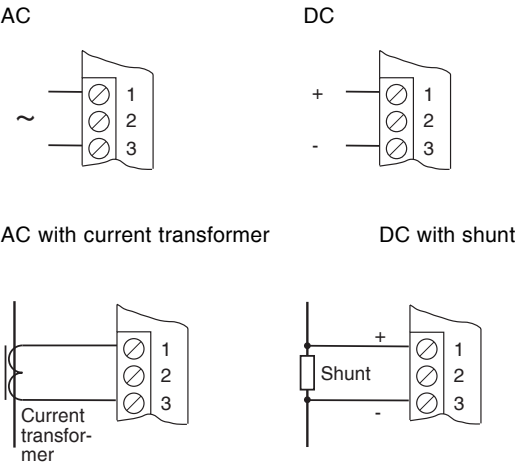 AC
DC
~
1
2
3
+
-
1
2
3
AC with current transformer
DC with shunt
1
2
3
Current
transfor-
mer
+
Shunt
-
1
2
3